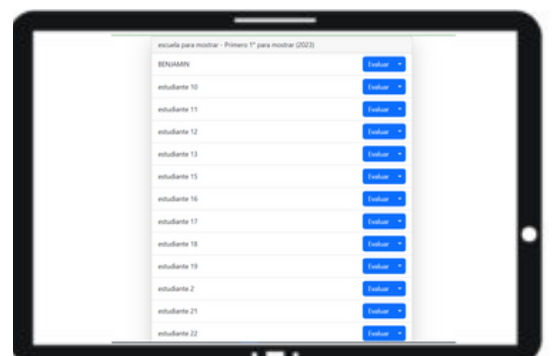 escuela para mostrar - Primero 1° para mostrar (2023)
BENJAMIN Evaluar
estudiante 10 Evaluar
estudiante 11 Evaluar
estudiante 12 Evaluar
estudiante 13 Evaluar
estudiante 15 Evaluar
estudiante 16 Evaluar
estudiante 17 Evaluar
estudiante 18 Evaluar
estudiante 19 Evaluar
estudiante 2 Evaluar
estudiante 21 Evaluar
estudiante 22 Evaluar